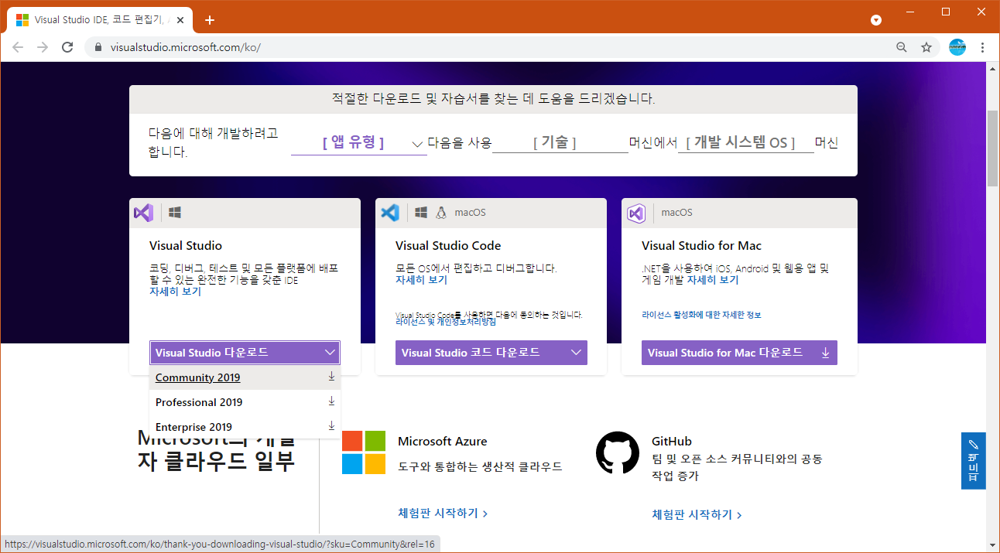 Visual Studio IDE, 코드 편집기,
visualstudio.microsoft.com/ko/
적절한 다운로드 및 자습서를 찾는 데 도움을 드리겠습니다.
다음에 대해 개발하려고
합니다.
[ 앱 유형 ] 다음을 사용 [ 기술 ] 머신에서 [ 개발 시스템 OS ] 머신
Visual Studio
코딩, 디버그, 테스트 및 모든 플랫폼에 배포
할 수 있는 완전한 기능을 갖춘 IDE
자세히 보기
Visual Studio 다운로드
Community 2019
Professional 2019
Enterprise 2019
macOS
Visual Studio Code
모든 OS에서 편집하고 디버그합니다.
자세히 보기
Visual Studio Code를 사용하면 다음에 동의하는 것입니다.
라이선스 및 개인정보처리방침
Visual Studio 코드 다운로드
macOS
Visual Studio for Mac
.NET을 사용하여 iOS, Android 및 웹용 앱 및
게임 개발 자세히 보기
라이선스 활성화에 대한 자세한 정보
Visual Studio for Mac 다운로드
Microsoft의 개발
자 클라우드 일부
Microsoft Azure
도구와 통합하는 생산적 클라우드
체험판 시작하기 >
GitHub
팀 및 오픈 소스 커뮤니티와의 공동
작업 증가
체험판 시작하기 >
피드백
https://visualstudio.microsoft.com/ko/thank-you-downloading-visual-studio/?sku=Community&rel=16